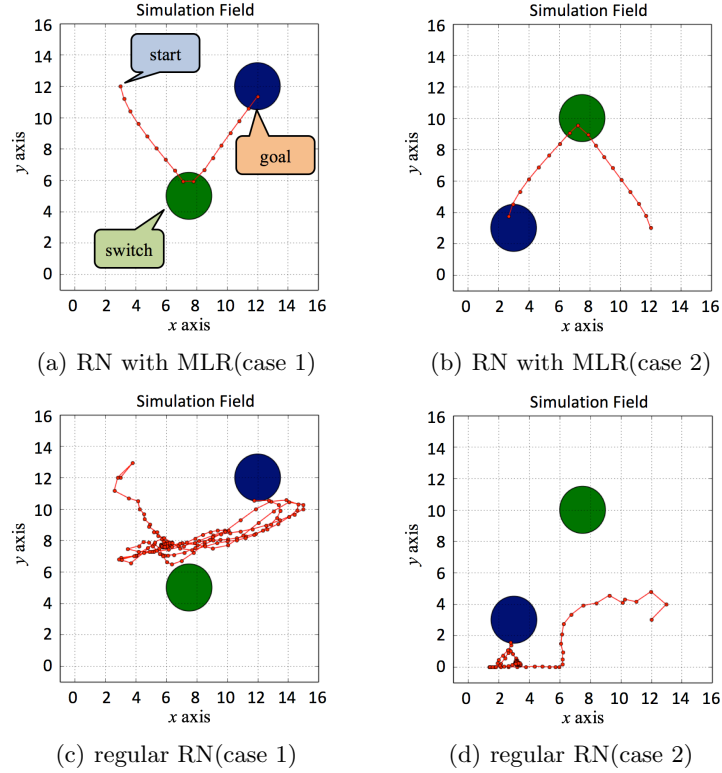 Simulation Field
16
14
12
10
8
6
4
2
0
y axis
start
goal
switch
0 2 4 6 8 10 12 14 16
x axis
(a) RN with MLR(case 1)
Simulation Field
16
14
12
10
8
6
4
2
0
y axis
0 2 4 6 8 10 12 14 16
x axis
(b) RN with MLR(case 2)
Simulation Field
16
14
12
10
8
6
4
2
0
y axis
0 2 4 6 8 10 12 14 16
x axis
(c) regular RN(case 1)
Simulation Field
16
14
12
10
8
6
4
2
0
y axis
0 2 4 6 8 10 12 14 16
x axis
(d) regular RN(case 2)